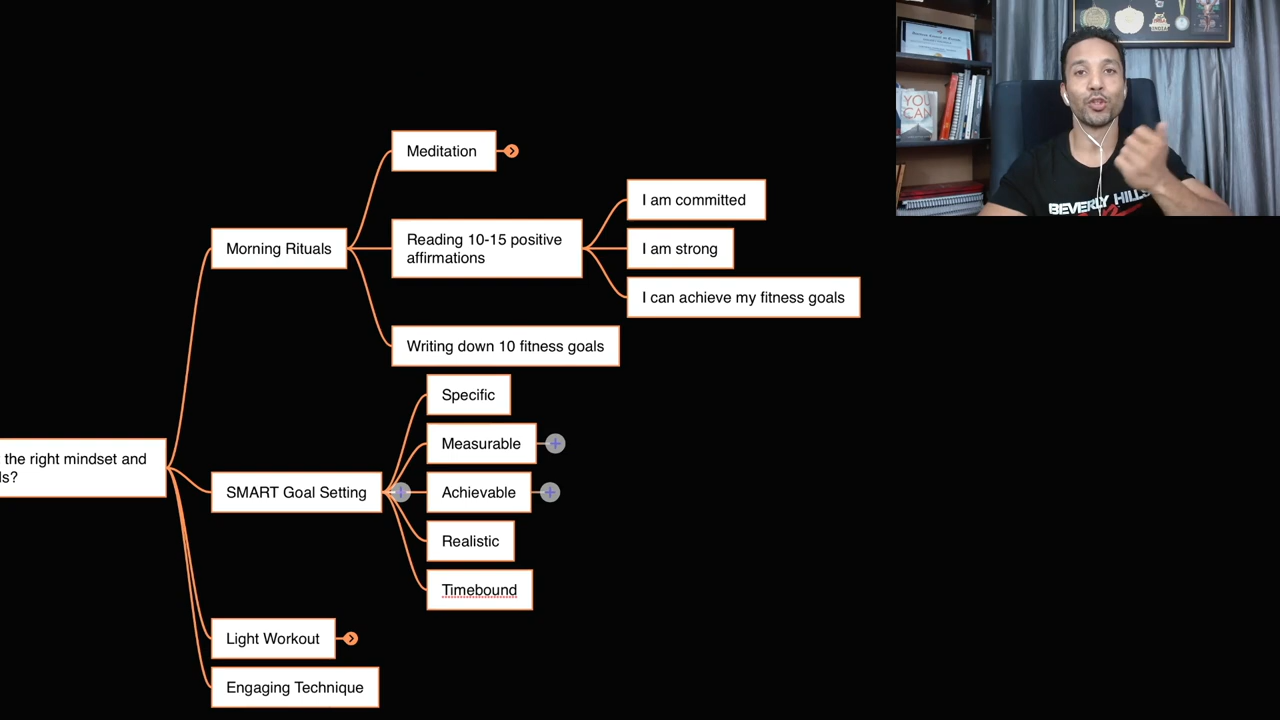 Meditation
I am committed
Reading 10-15 positive
affirmations
Morning Rituals
I am strong
I can achieve my fitness goals
Writing down 10 fitness goals
Specific
Measurable
the right mindset and
SMART Goal Setting
Achievable
Realistic
Timebound
Light Workout
Engaging Technique
YOU
CAN
BEVERLY HILLS